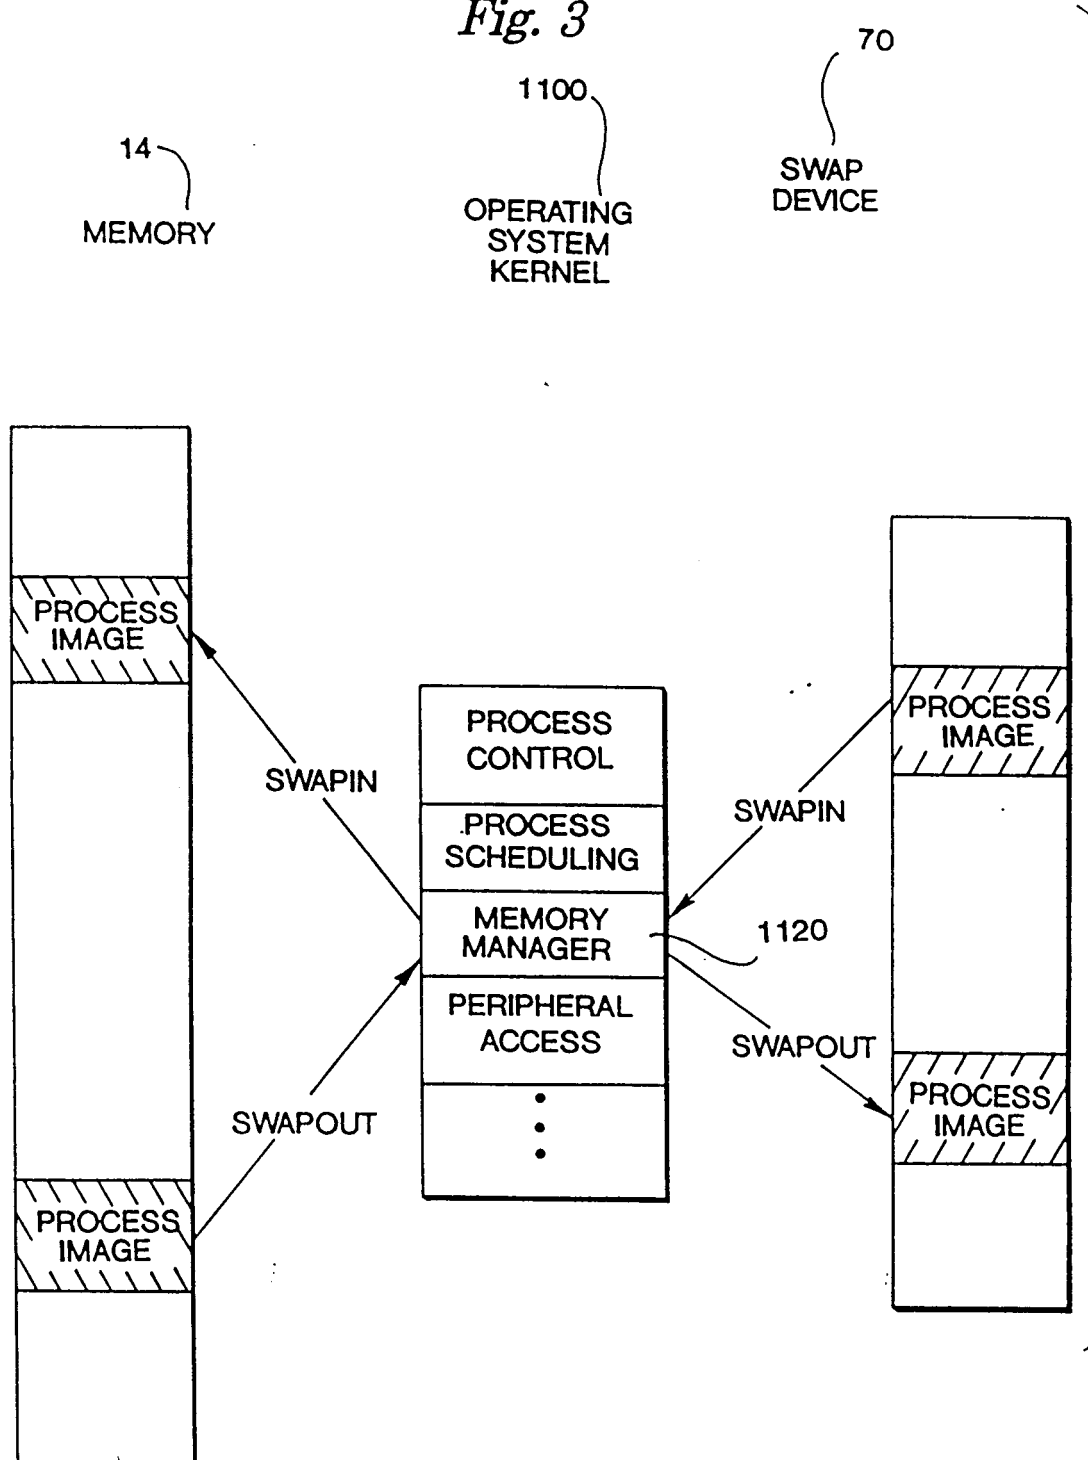 Fig. 3
70
1100
14
SWAP
DEVICE
OPERATING
SYSTEM
KERNEL
MEMORY
PROCESS
IMAGE
PROCESS
IMAGE
PROCESS
CONTROL
SWAPIN
SWAPIN
PROCESS
SCHEDULING
MEMORY
MANAGER
1120
PERIPHERAL
ACCESS
SWAPOUT
SWAPOUT
PROCESS
IMAGE
PROCESS
IMAGE